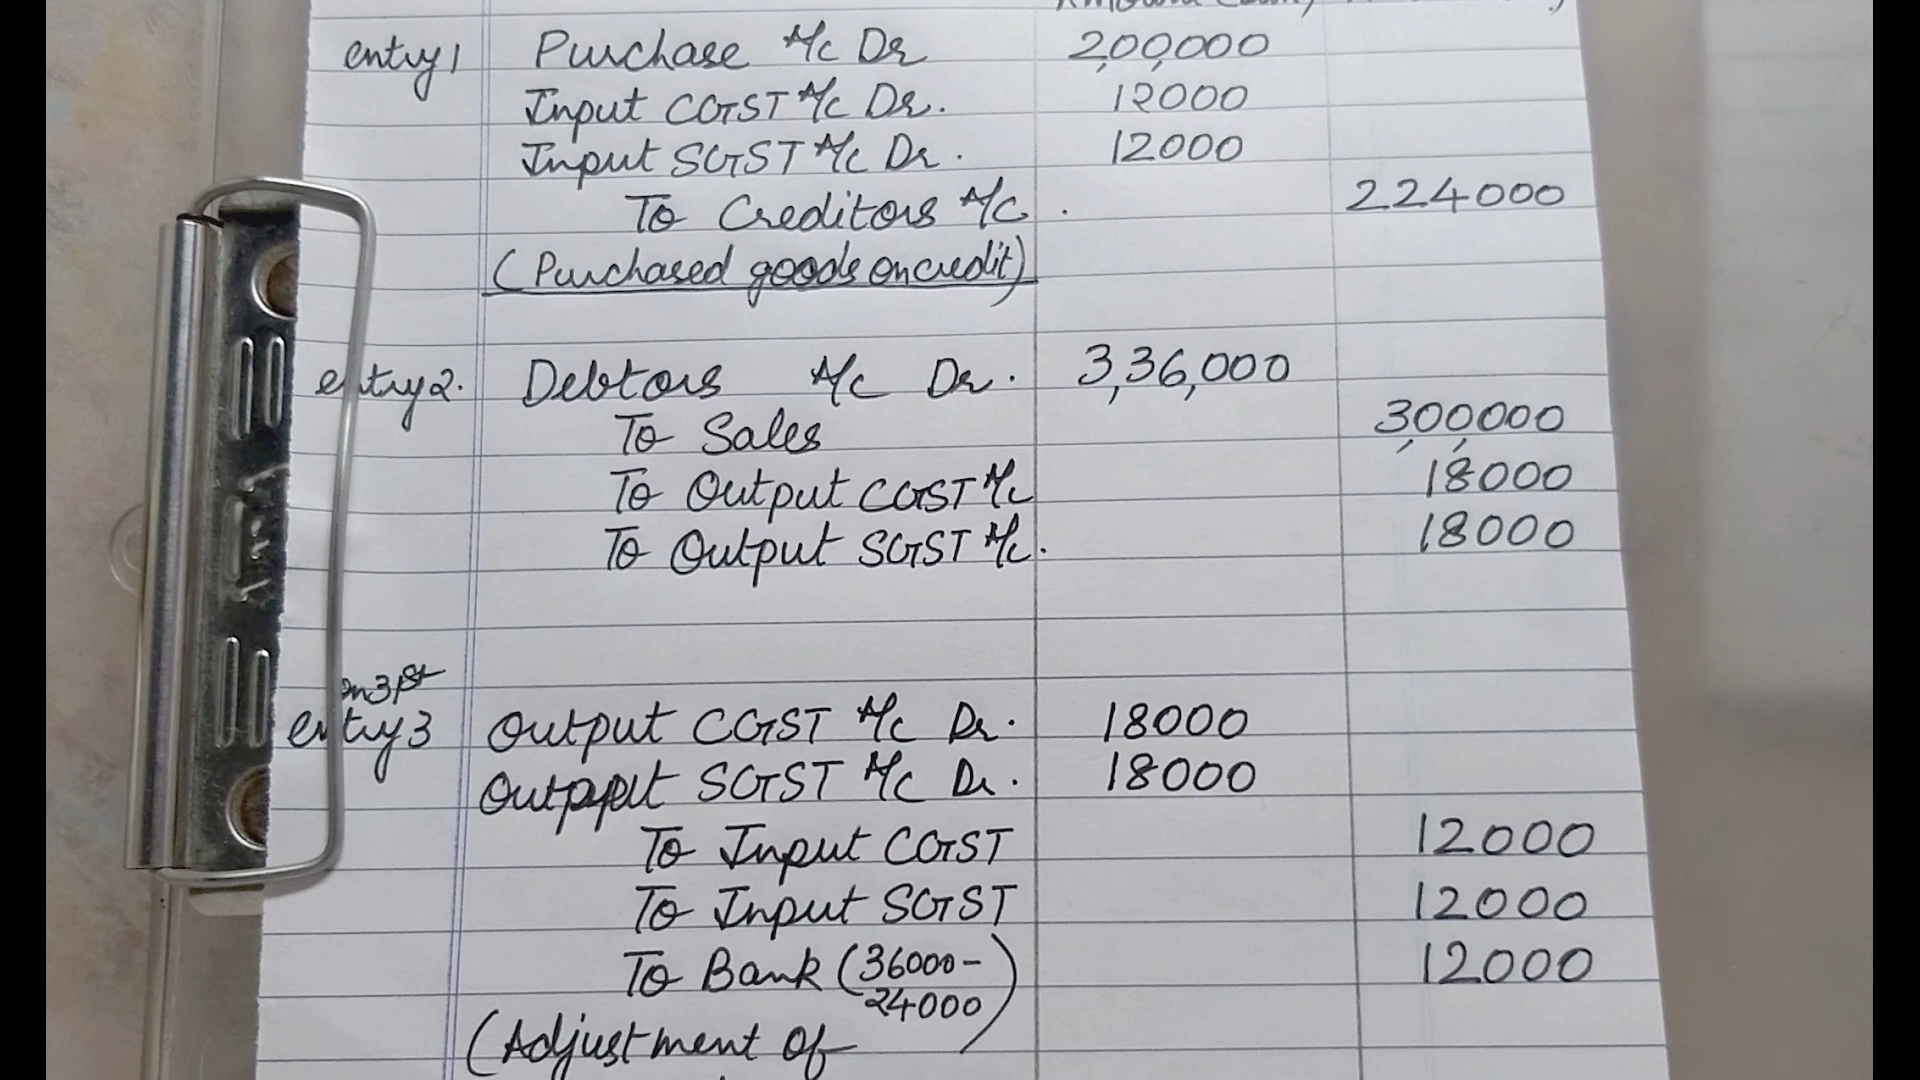 entry1 Purchase A/c Dr 2,00,000
Input CGST A/c Dr. 12000
Input SGST A/c Dr. 12000
To Creditors A/c. 224000
(Purchased goods on credit)
entry2. Debtors A/c Dr. 3,36,000
To Sales 3,00,000
To Output CGST A/c 18000
To Output SGST A/c. 18000
on 31st
entry3 Output CGST A/c Dr. 18000
Output SGST A/c Dr. 18000
To Input CGST 12000
To Input SGST 12000
To Bank (36000- 12000
24000)
(Adjustment of